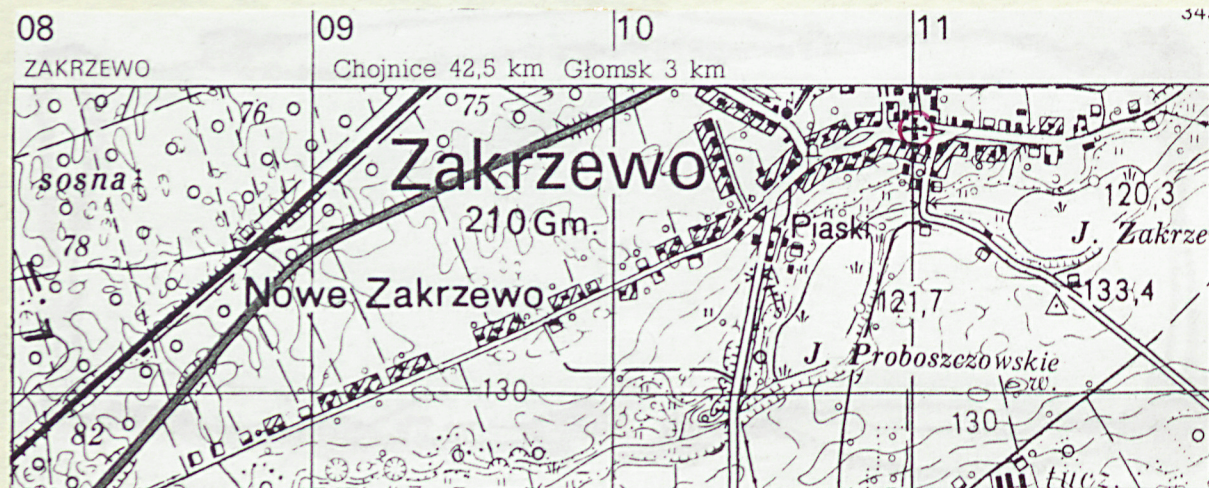 08 09 10 11
ZAKRZEWO Chojnice 42,5 km Głomsk 3 km
76 75
Zakrzewo
sosna
120,3
210 Gm.
Piaski
78
J. Zakrze
Nowe Zakrzewo
133,4
121,7
J. Proboszczowskie
w.
130
82
130
tucz.